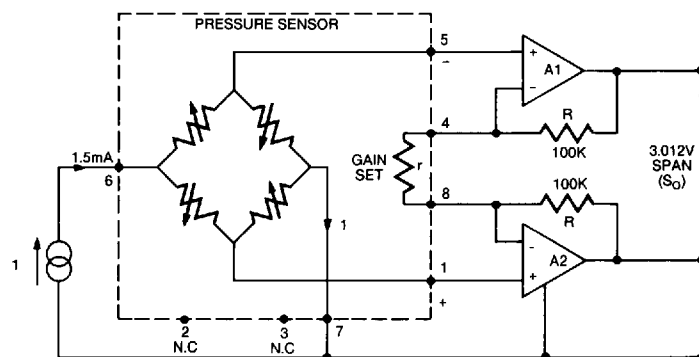 PRESSURE SENSOR
5
−
+
A1
−
4
R
100K
1.5mA
6
GAIN
SET
r
3.012V
SPAN
(S₀)
8
100K
R
1
−
A2
+
1
1
+
2
N.C
3
N.C
7